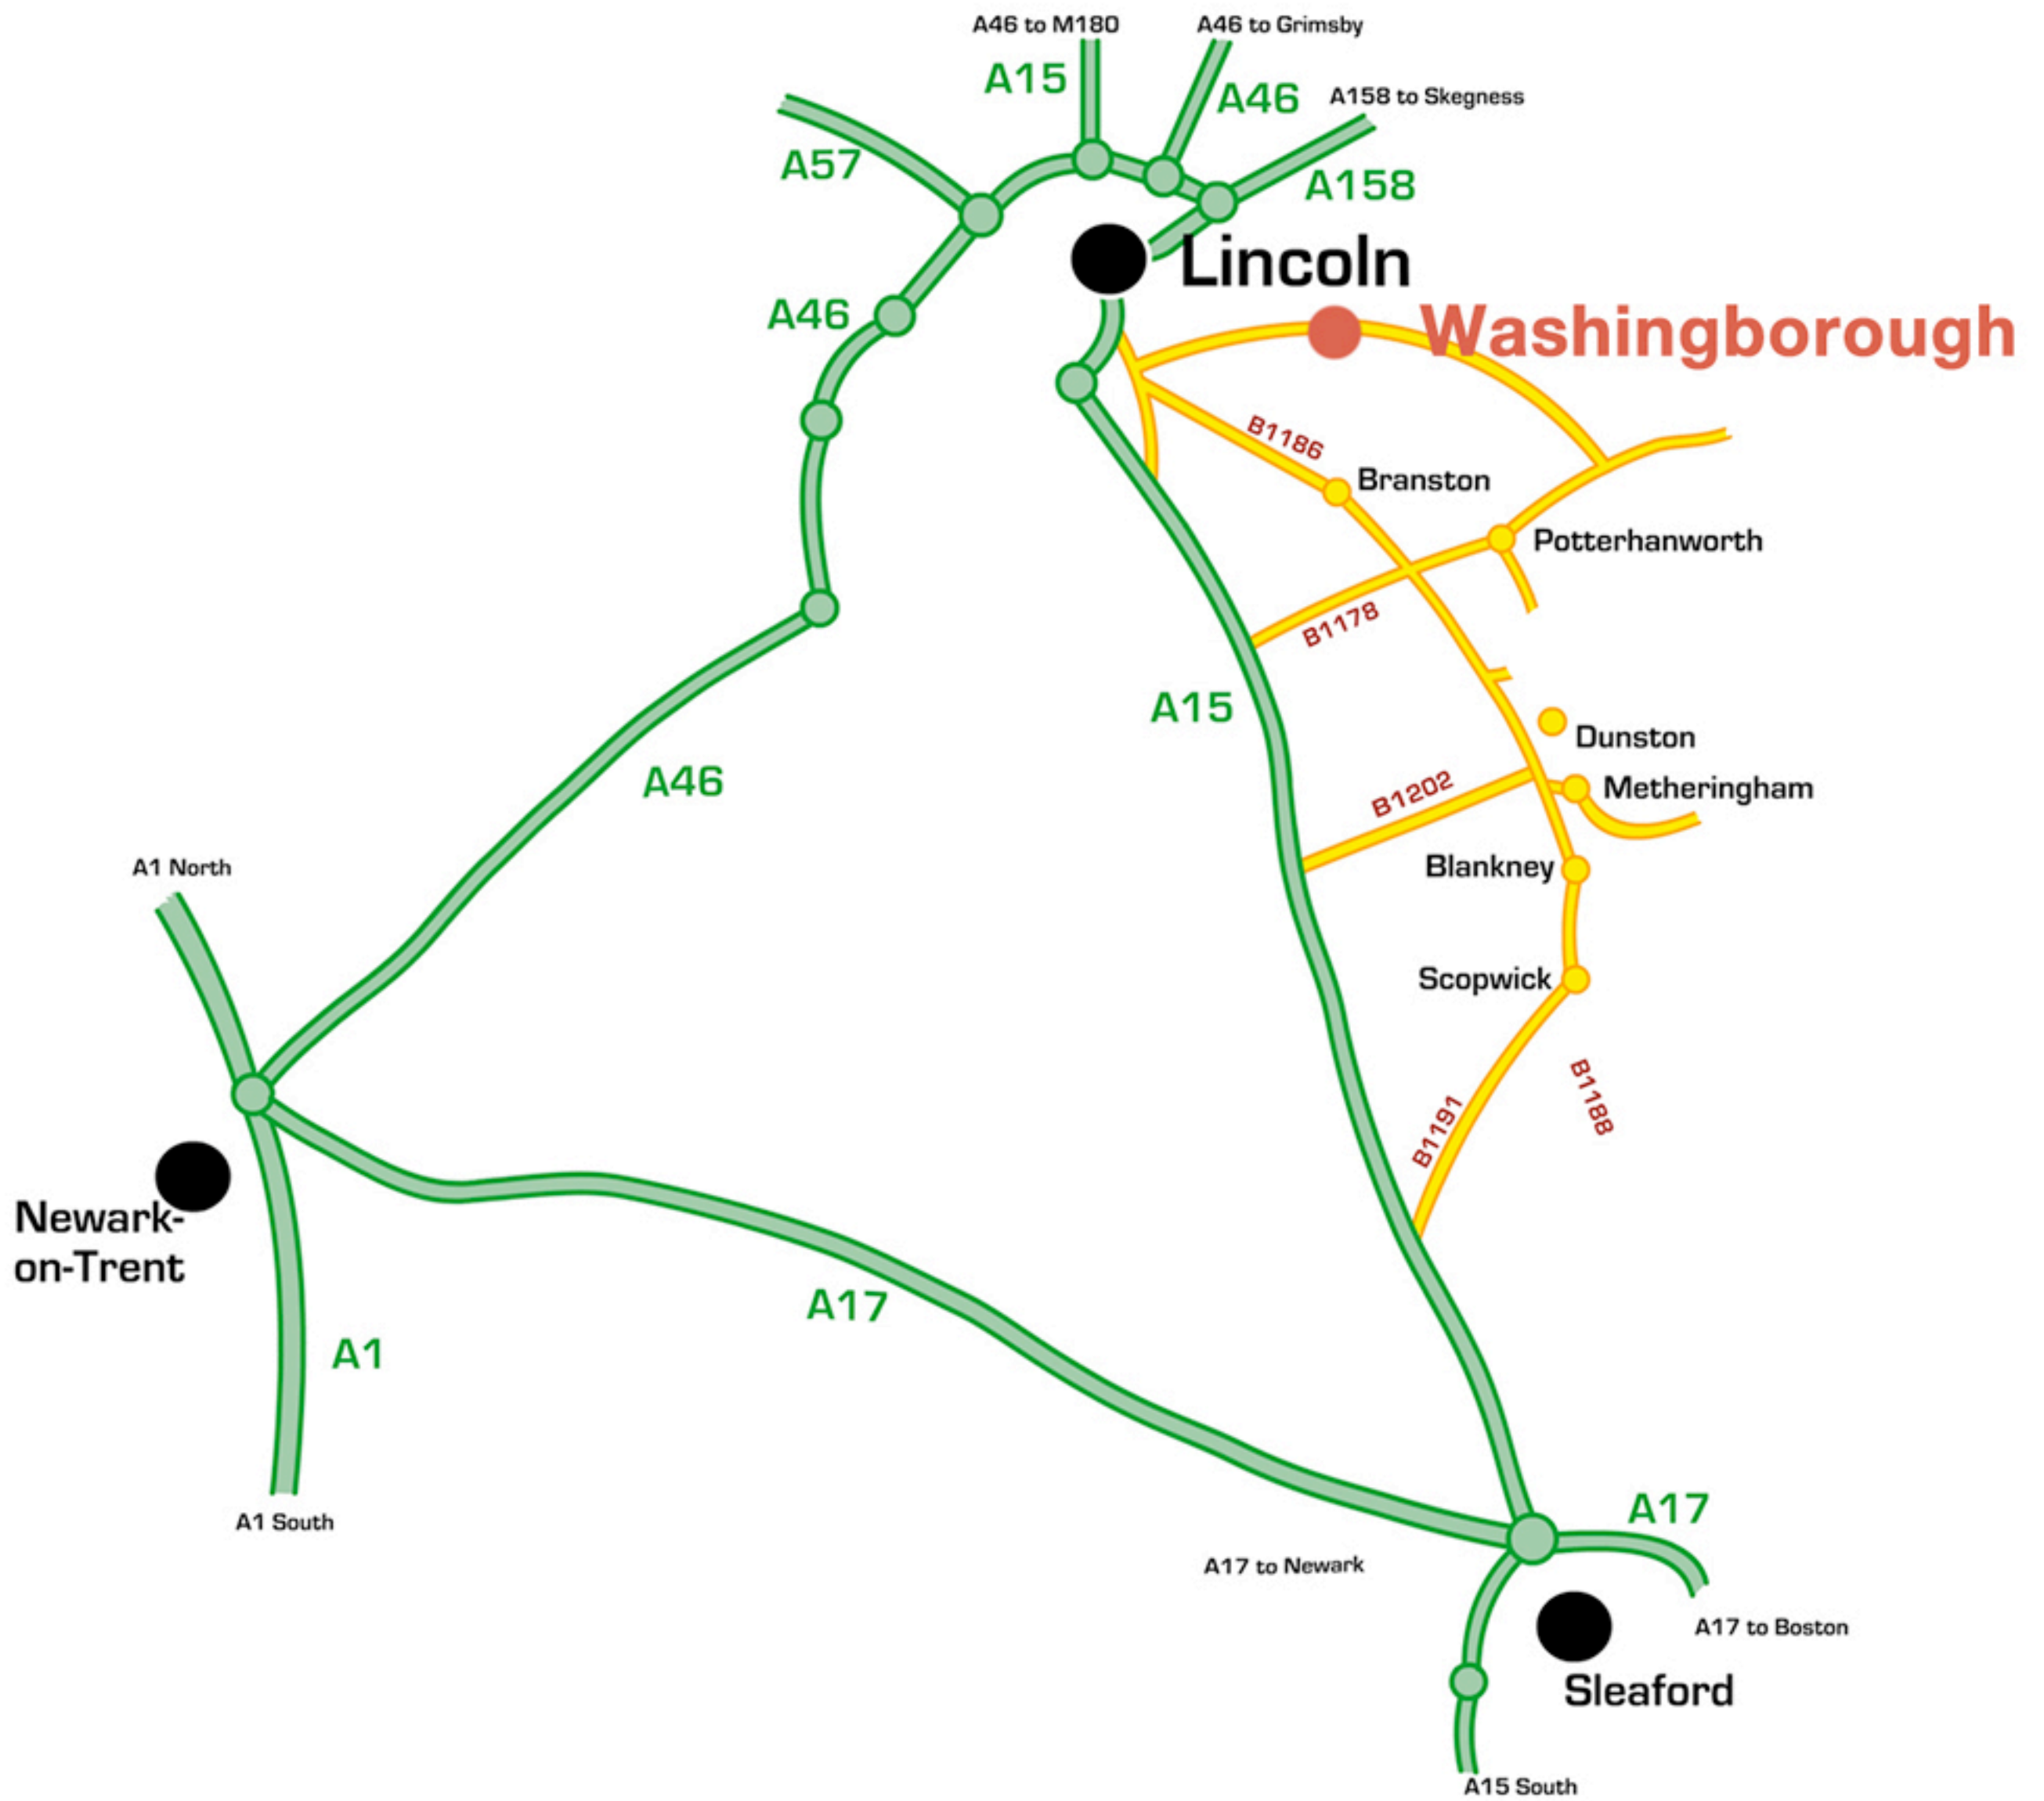 A46 to M180
A46 to Grimsby
A15
A46
A158 to Skegness
A57
A158
Lincoln
A46
Washingborough
B1186
Branston
Potterhanworth
B1178
A15
Dunston
A46
B1202
Metheringham
A1 North
Blankney
Scopwick
B1191
B1188
Newark-
on-Trent
A17
A1
A17
A1 South
A17 to Newark
A17 to Boston
Sleaford
A15 South